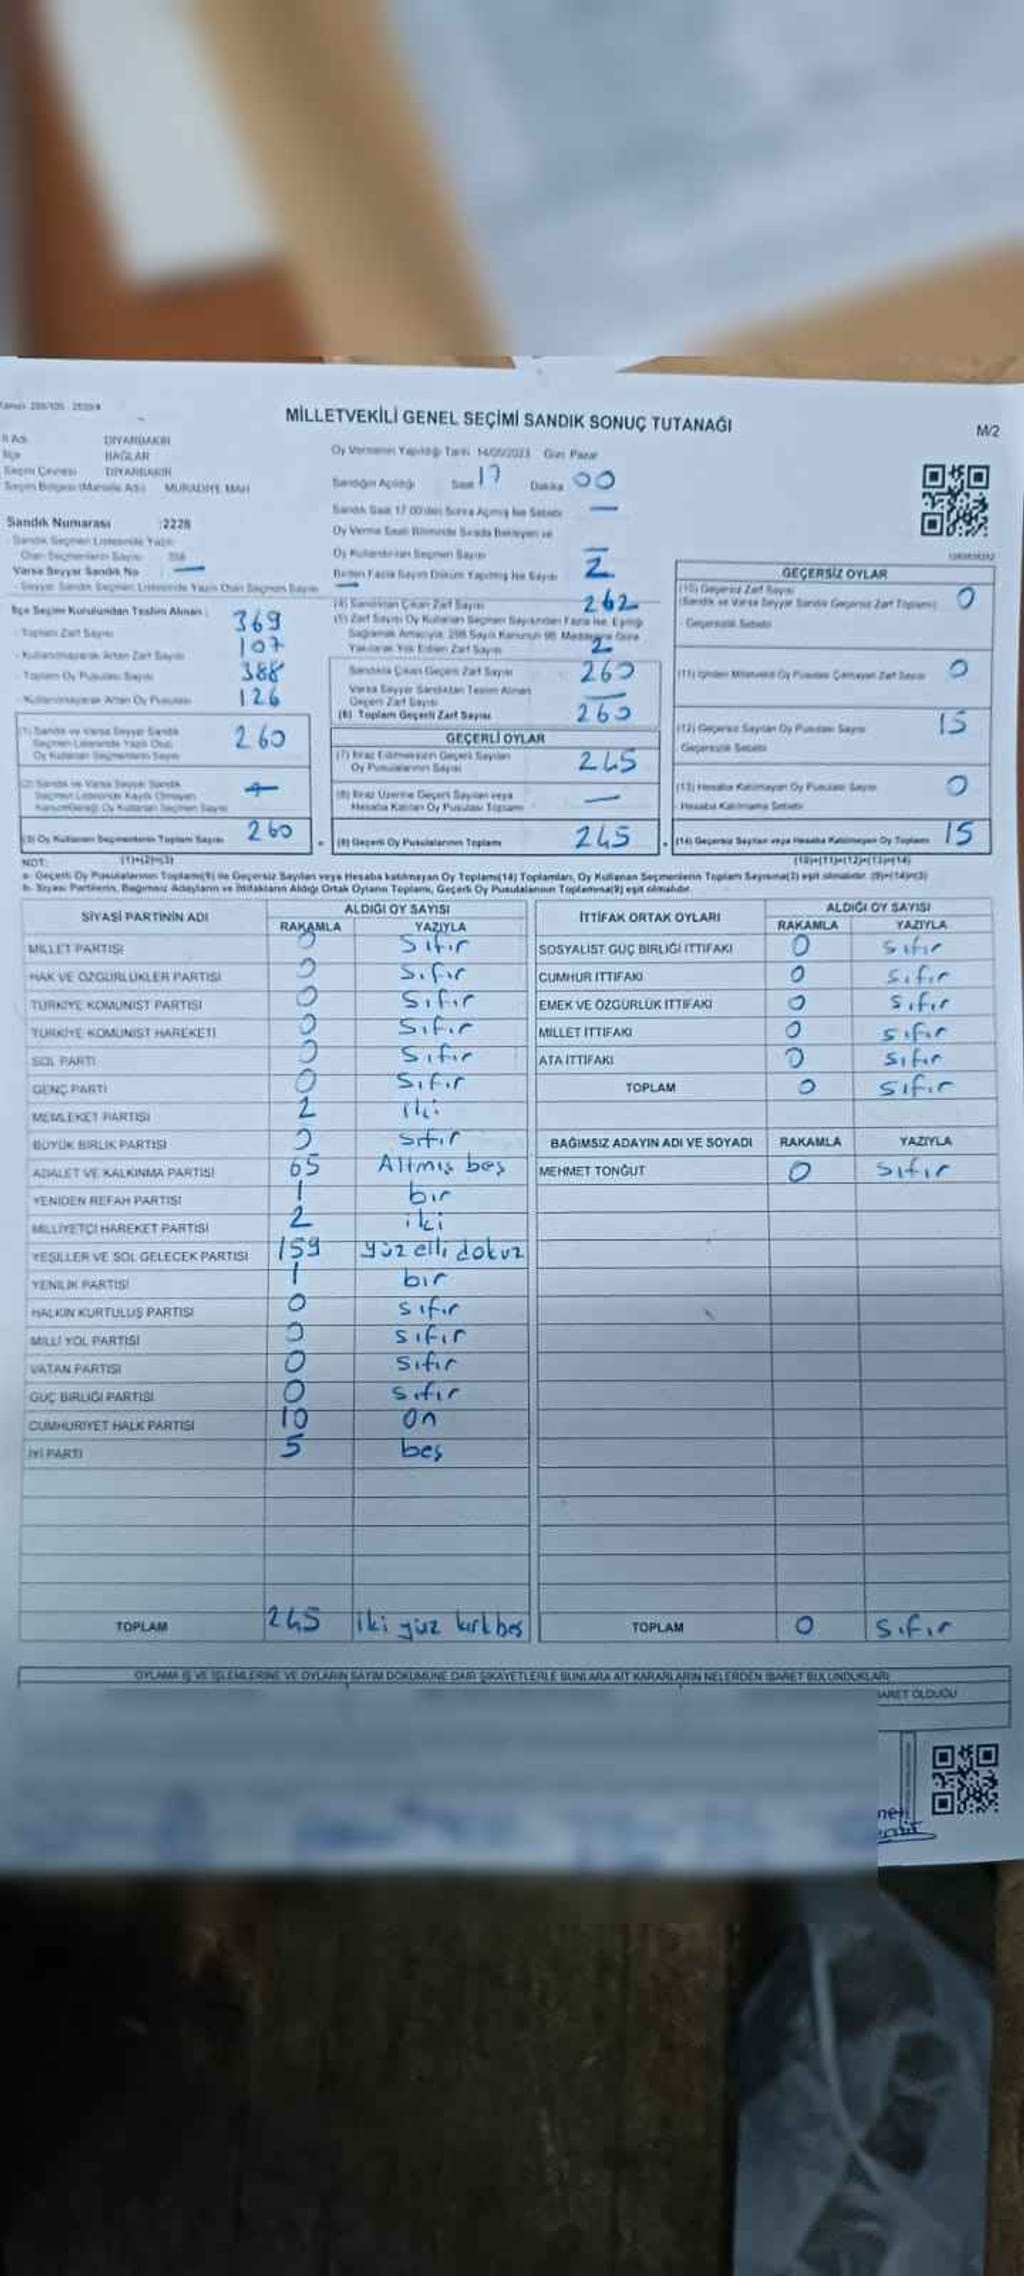 MİLLETVEKİLİ GENEL SEÇİMİ SANDIK SONUÇ TUTANAĞI
M/2
İl Adı DİYARBAKIR
İlçe BAĞLAR
Seçim Çevresi DİYARBAKIR
Seçim Bölgesi (Mahalle Adı) MURADİYE MAH
Oy Vermenin Yapıldığı Tarih 14/05/2023 Gün Pazar
Sandığın Açıldığı Saat 17 Dakika 00
Sandık Numarası :2228
Sandık Saat 17.00'den Sonra Açılmış İse Sebebi —
Sandık Seçmen Listesinde Yazılı
Olan Seçmenlerin Sayısı 358
Varsa Seyyar Sandık No —
Seyyar Sandık Seçmen Listesinde Yazılı Olan Seçmen Sayısı —
Oy Kullandırılan Seçmen Sayısı —
Birden Fazla Sayım Döküm Yapılmış İse Sayısı 2
İlçe Seçim Kurulundan Teslim Alınan:
- Toplam Zarf Sayısı 369
- Kullanılmayarak Artan Zarf Sayısı 107
- Toplam Oy Pusulası Sayısı 388
- Kullanılmayarak Artan Oy Pusulası 126
(1) Sandık ve Varsa Seyyar Sandık
Seçmen Listesinde Yazılı Olup
Oy Kullanan Seçmenlerin Sayısı 260
(2) Sandık ve Varsa Seyyar Sandık
Seçmen Listesinde Kaydı Olmayan
(3) Oy Kullanan Seçmenlerin Toplam Sayısı 260
(1)+(2)=(3)
(4) Sandıktan Çıkan Zarf Sayısı 262
(5) Zarf Sayısı Oy Kullanan Seçmen Sayısından Fazla İse, Eşitliği
Sağlamak Amacıyla, 298 Sayılı Kanunun 98. Maddesine Göre
Yakılarak Yok Edilen Zarf Sayısı 2
Sandıkta Çıkan Geçerli Zarf Sayısı 260
Varsa Seyyar Sandıktan Teslim Alınan
Geçerli Zarf Sayısı —
(6) Toplam Geçerli Zarf Sayısı 260
GEÇERLİ OYLAR
(7) İtiraz Edilmeksizin Geçerli Sayılan
Oy Pusulalarının Sayısı 245
(8) İtiraz Üzerine Geçerli Sayılan veya
Hesaba Katılan Oy Pusulası Toplamı —
(9) Geçerli Oy Pusulalarının Toplamı 245
GEÇERSİZ OYLAR
(10) Geçersiz Zarf Sayısı
(Sandık ve Varsa Seyyar Sandık Geçersiz Zarf Toplamı) 0
Geçersizlik Sebebi
(11) İçinden Milletvekili Oy Pusulası Çıkmayan Zarf Sayısı 0
(12) Geçersiz Sayılan Oy Pusulası Sayısı 15
Geçersizlik Sebebi
(13) Hesaba Katılmayan Oy Pusulası Sayısı 0
Hesaba Katılmama Sebebi
(14) Geçersiz Sayılan veya Hesaba Katılmayan Oy Toplamı 15
(10)+(11)+(12)+(13)=(14)
NOT:
a- Geçerli Oy Pusulalarının Toplamı(9) ile Geçersiz Sayılan veya Hesaba katılmayan Oy Toplamı(14) Toplamları, Oy Kullanan Seçmenlerin Toplam Sayısına(3) eşit olmalıdır. (9)+(14)=(3)
b- Siyasi Partilerin, Bağımsız Adayların ve İttifakların Aldığı Ortak Oyların Toplamı, Geçerli Oy Pusulalarının Toplamına(9) eşit olmalıdır.
SİYASİ PARTİNİN ADI ALDIĞI OY SAYISI
RAKAMLA YAZIYLA
MİLLET PARTİSİ 0 Sıfır
HAK VE ÖZGÜRLÜKLER PARTİSİ 0 Sıfır
TÜRKİYE KOMÜNİST PARTİSİ 0 Sıfır
TÜRKİYE KOMÜNİST HAREKETİ 0 Sıfır
SOL PARTİ 0 Sıfır
GENÇ PARTİ 0 Sıfır
MEMLEKET PARTİSİ 2 iki
BÜYÜK BİRLİK PARTİSİ 0 Sıfır
ADALET VE KALKINMA PARTİSİ 65 Altmış beş
YENİDEN REFAH PARTİSİ 1 bir
MİLLİYETÇİ HAREKET PARTİSİ 2 iki
YEŞİLLER VE SOL GELECEK PARTİSİ 159 yüz elli dokuz
YENİLİK PARTİSİ 1 bir
HALKIN KURTULUŞ PARTİSİ 0 sıfır
MİLLİ YOL PARTİSİ 0 sıfır
VATAN PARTİSİ 0 sıfır
GÜÇ BİRLİĞİ PARTİSİ 0 sıfır
CUMHURİYET HALK PARTİSİ 10 on
İYİ PARTİ 5 beş
TOPLAM 245 iki yüz kırk beş
İTTİFAK ORTAK OYLARI ALDIĞI OY SAYISI
RAKAMLA YAZIYLA
SOSYALİST GÜÇ BİRLİĞİ İTTİFAKI 0 sıfır
CUMHUR İTTİFAKI 0 sıfır
EMEK VE ÖZGÜRLÜK İTTİFAKI 0 sıfır
MİLLET İTTİFAKI 0 sıfır
ATA İTTİFAKI 0 sıfır
TOPLAM 0 sıfır
BAĞIMSIZ ADAYIN ADI VE SOYADI RAKAMLA YAZIYLA
MEHMET TONĞUT 0 sıfır
TOPLAM 0 sıfır
OYLAMA İŞ VE İŞLEMLERİNE VE OYLARIN SAYIM DÖKÜMÜNE DAİR ŞİKAYETLERLE BUNLARA AİT KARARLARIN NELERDEN İBARET BULUNDUKLARI
İBARET OLDUĞU